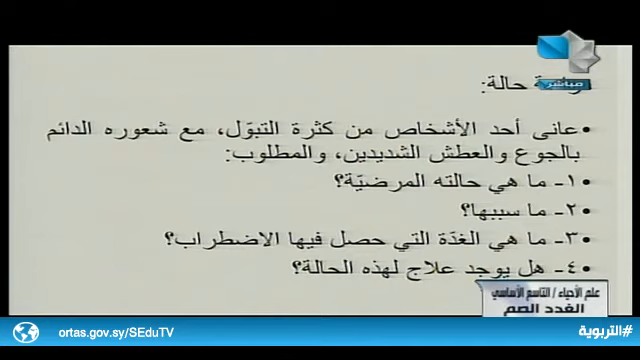 مباشر
حالة:
• عانى أحد الأشخاص من كثرة التبوّل، مع شعوره الدائم
بالجوع والعطش الشديدين، والمطلوب:
• ١- ما هي حالته المرضيّة؟
• ٢- ما سببها؟
• ٣- ما هي الغدّة التي حصل فيها الاضطراب؟
• ٤- هل يوجد علاج لهذه الحالة؟
علم الأحياء / التاسع الأساسي
الغدد الصم
#التربوية
ortas.gov.sy/SEduTV